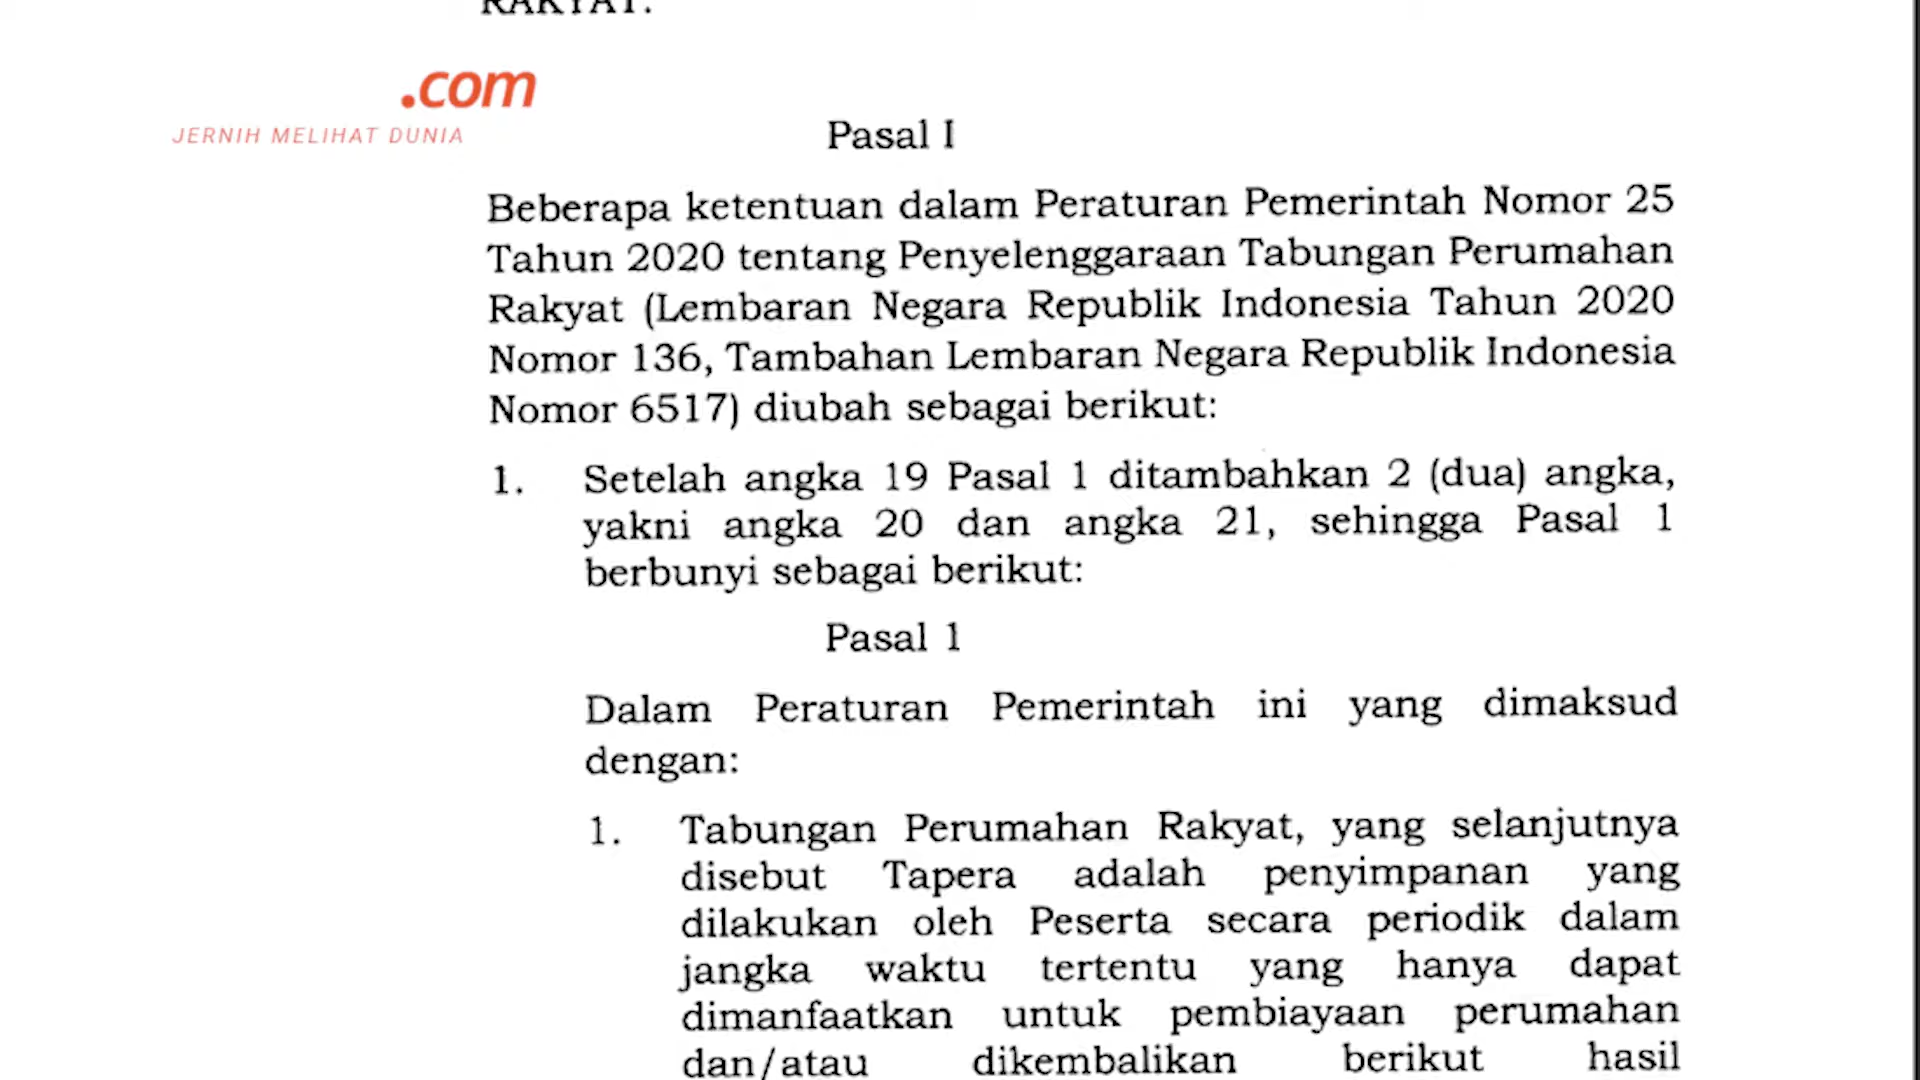 RAKYAT.
.com
JERNIH MELIHAT DUNIA
Pasal I
Beberapa ketentuan dalam Peraturan Pemerintah Nomor 25
Tahun 2020 tentang Penyelenggaraan Tabungan Perumahan
Rakyat (Lembaran Negara Republik Indonesia Tahun 2020
Nomor 136, Tambahan Lembaran Negara Republik Indonesia
Nomor 6517) diubah sebagai berikut:
1. Setelah angka 19 Pasal 1 ditambahkan 2 (dua) angka,
yakni angka 20 dan angka 21, sehingga Pasal 1
berbunyi sebagai berikut:
Pasal 1
Dalam Peraturan Pemerintah ini yang dimaksud
dengan:
1. Tabungan Perumahan Rakyat, yang selanjutnya
disebut Tapera adalah penyimpanan yang
dilakukan oleh Peserta secara periodik dalam
jangka waktu tertentu yang hanya dapat
dimanfaatkan untuk pembiayaan perumahan
dan/atau dikembalikan berikut hasil